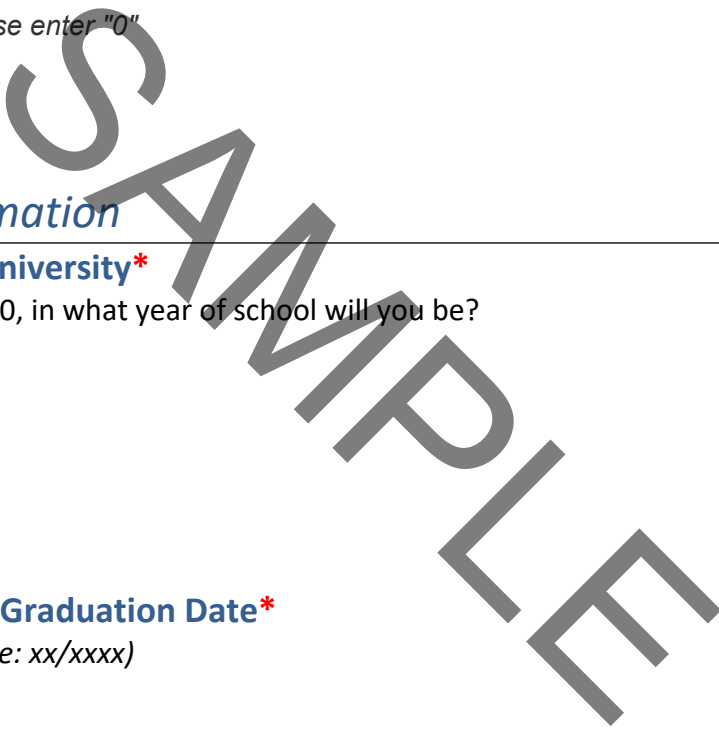 se enter "0"
mation
niversity*
0, in what year of school will you be?
Graduation Date*
e: xx/xxxx)
SAMPLE